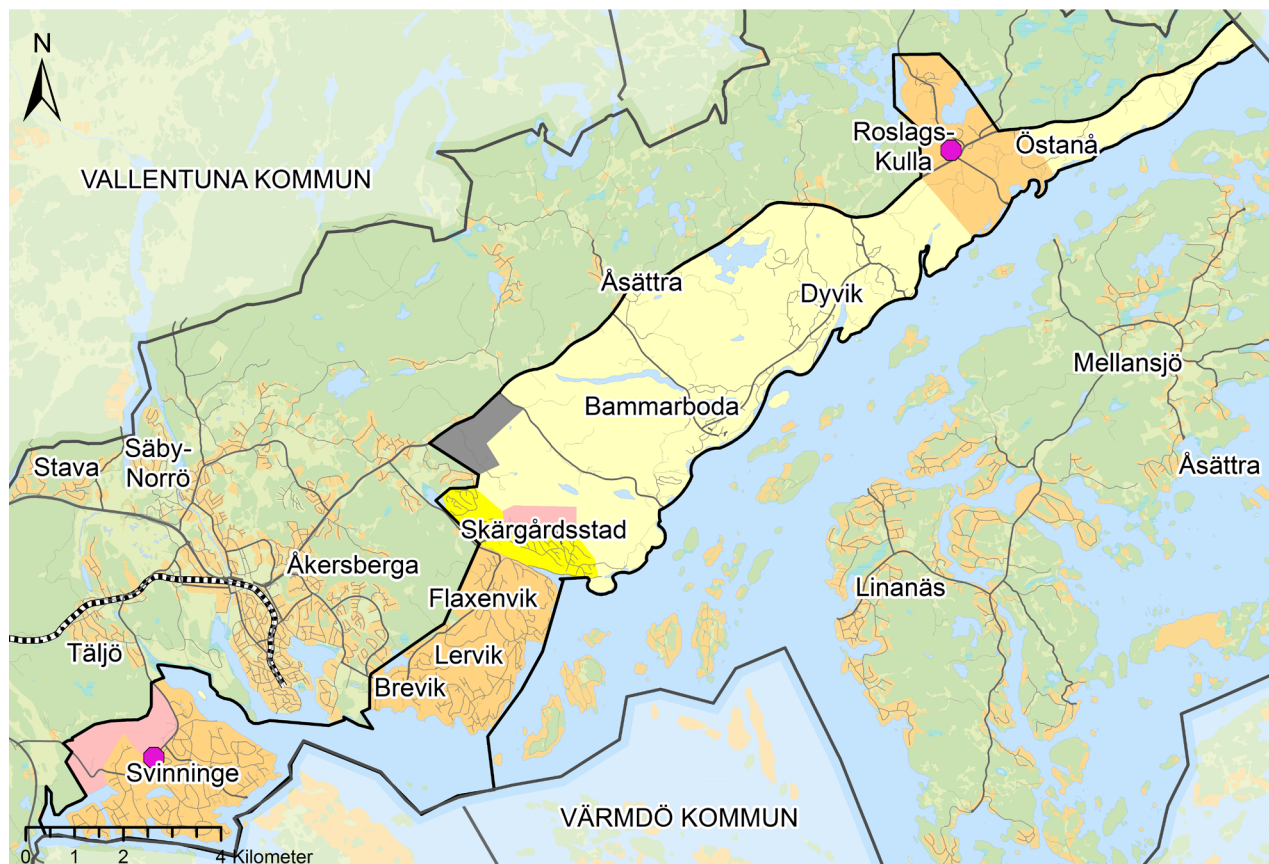 N
VALLENTUNA KOMMUN
Roslags-
Kulla
Östanå
Åsättra
Dyvik
Mellansjö
Bammarboda
Säby-
Norrö
Stava
Åsättra
Skärgårdsstad
Åkersberga
Flaxenvik
Linanäs
Täljö
Lervik
Brevik
Svinninge
VÄRMDÖ KOMMUN
0 1 2 4 Kilometer